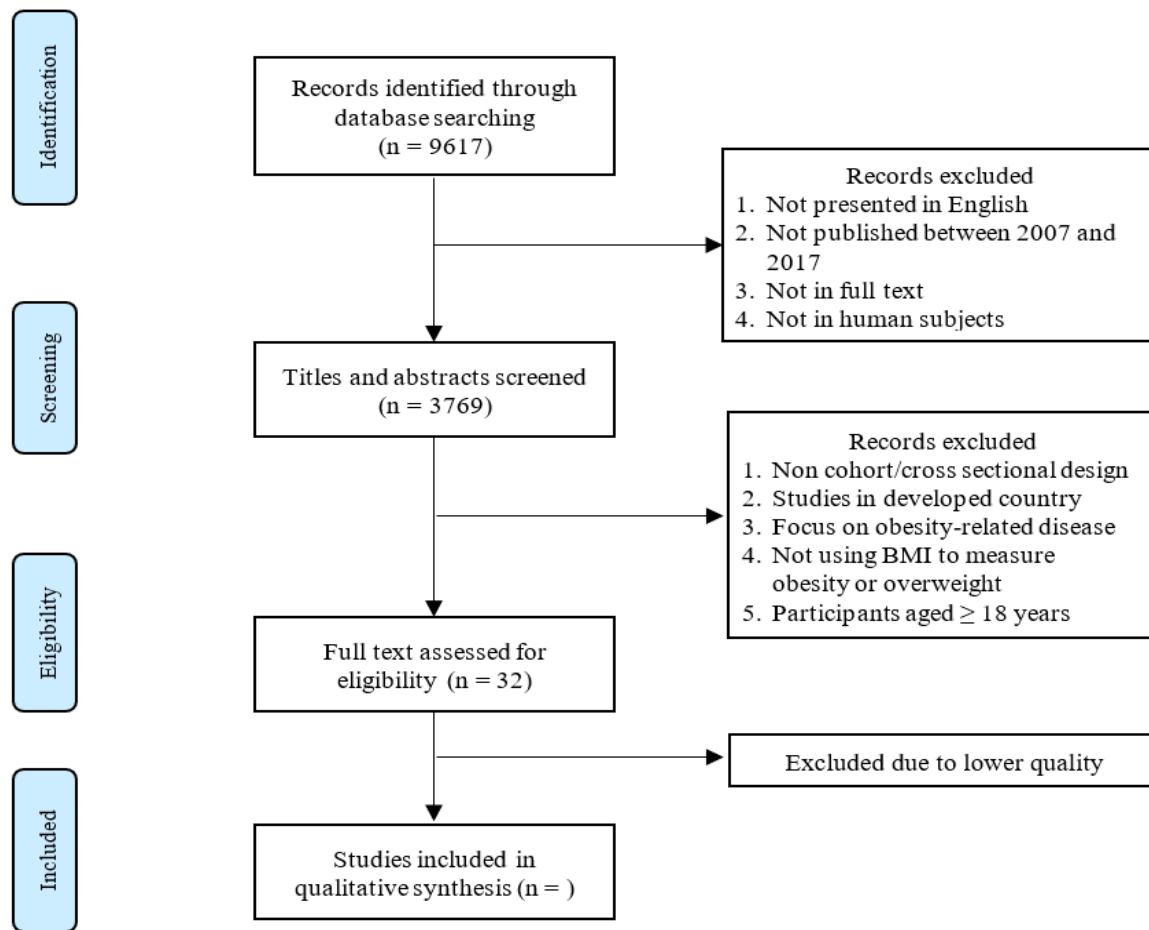 Identification
Records identified through
database searching
(n = 9617)
Records excluded
1. Not presented in English
2. Not published between 2007 and
2017
3. Not in full text
4. Not in human subjects
Screening
Titles and abstracts screened
(n = 3769)
Records excluded
1. Non cohort/cross sectional design
2. Studies in developed country
3. Focus on obesity-related disease
4. Not using BMI to measure
obesity or overweight
5. Participants aged ≥ 18 years
Eligibility
Full text assessed for
eligibility (n = 32)
Excluded due to lower quality
Included
Studies included in
qualitative synthesis (n = )